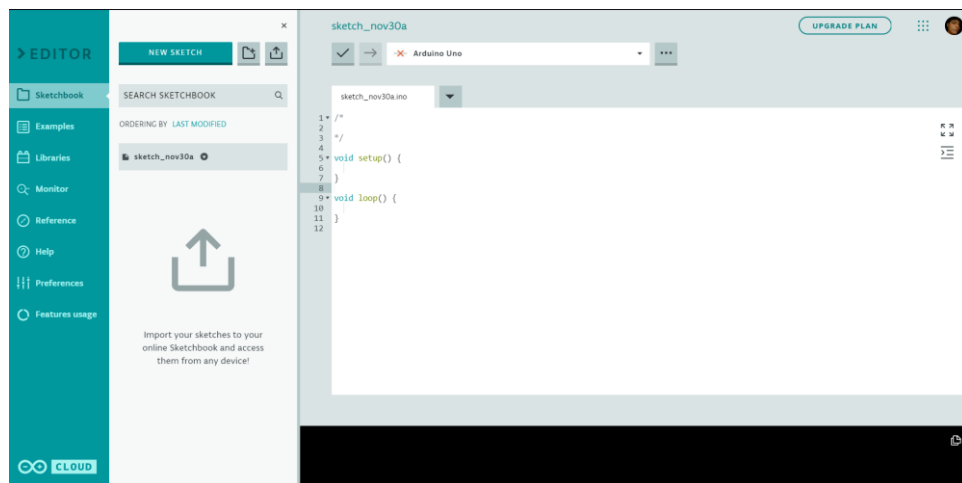 >EDITOR
Sketchbook
Examples
Libraries
Monitor
Reference
Help
Preferences
Features usage
CLOUD
×
NEW SKETCH
SEARCH SKETCHBOOK
ORDERING BY LAST MODIFIED
sketch_nov30a
Import your sketches to your
online Sketchbook and access
them from any device!
sketch_nov30a
UPGRADE PLAN
Arduino Uno
sketch_nov30a.ino
1 /*
2
3 */
4
5 void setup() {
6
7 }
8
9 void loop() {
10
11 }
12